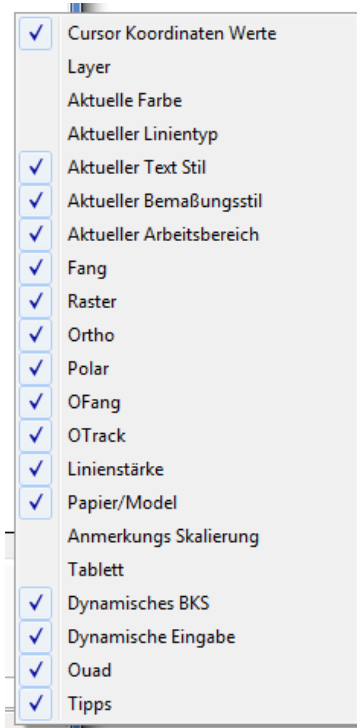 Cursor Koordinaten Werte
Layer
Aktuelle Farbe
Aktueller Linientyp
Aktueller Text Stil
Aktueller Bemaßungsstil
Aktueller Arbeitsbereich
Fang
Raster
Ortho
Polar
OFang
OTrack
Linienstärke
Papier/Model
Anmerkungs Skalierung
Tablett
Dynamisches BKS
Dynamische Eingabe
Quad
Tipps